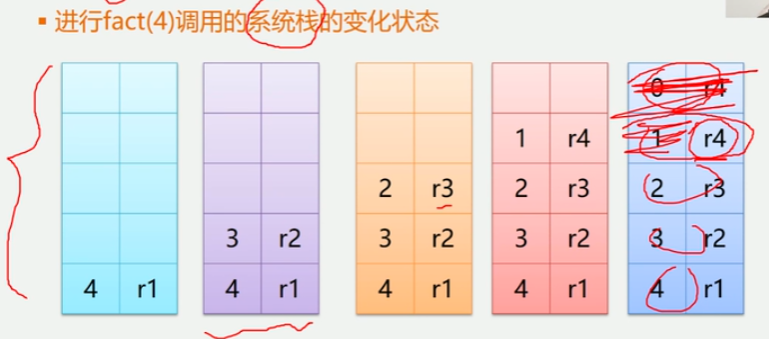 ▪ 进行fact(4)调用的系统栈的变化状态
0 r4
1 r4 1 r4
2 r3 2 r3 2 r3
3 r2 3 r2 3 r2 3 r2
4 r1 4 r1 4 r1 4 r1 4 r1